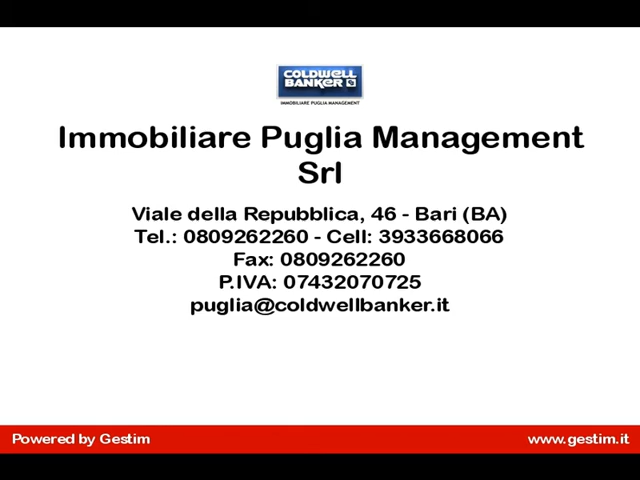 COLDWELL
BANKER CB
IMMOBILIARE PUGLIA MANAGEMENT
Immobiliare Puglia Management
Srl
Viale della Repubblica, 46 - Bari (BA)
Tel.: 0809262260 - Cell: 3933668066
Fax: 0809262260
P.IVA: 07432070725
puglia@coldwellbanker.it
Powered by Gestim
www.gestim.it